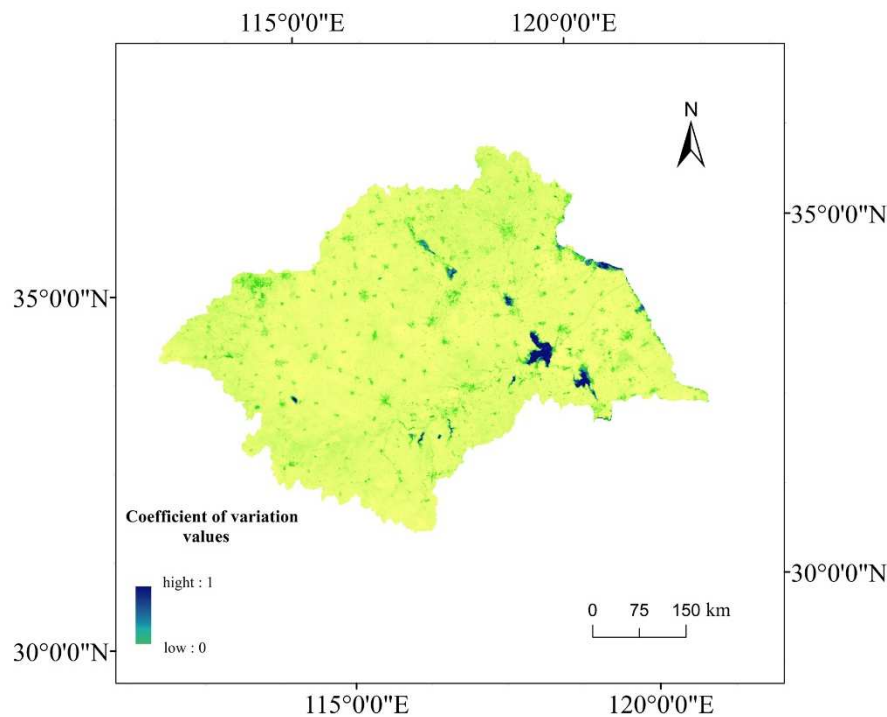 115°0'0"E 120°0'0"E
N
35°0'0"N
35°0'0"N
Coefficient of variation
values
hight : 1
low : 0
0 75 150 km
30°0'0"N
30°0'0"N
115°0'0"E 120°0'0"E